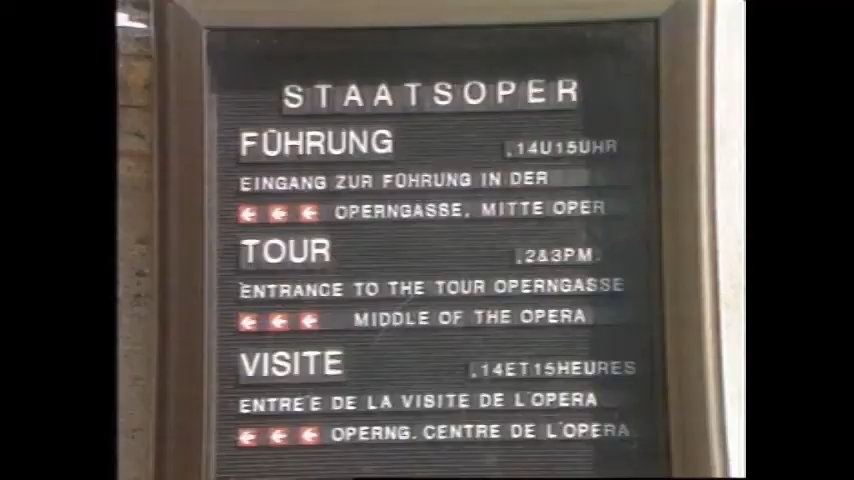 STAATSOPER
FÜHRUNG .14U15UHR
EINGANG ZUR FÜHRUNG IN DER
← ← ← OPERNGASSE, MITTE OPER
TOUR .2&3PM.
ENTRANCE TO THE TOUR OPERNGASSE
← ← ← MIDDLE OF THE OPERA
VISITE .14ET15HEURES
ENTRE'E DE LA VISITE DE L'OPERA
← ← ← OPERNG. CENTRE DE L'OPERA